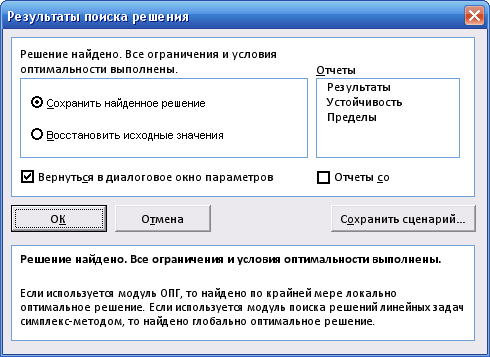 Результаты поиска решения
Решение найдено. Все ограничения и условия
оптимальности выполнены.
Отчеты
Сохранить найденное решение
Восстановить исходные значения
Результаты
Устойчивость
Пределы
Вернуться в диалоговое окно параметров
Отчеты со
ОК
Отмена
Сохранить сценарий...
Решение найдено. Все ограничения и условия оптимальности выполнены.
Если используется модуль ОПГ, то найдено по крайней мере локально
оптимальное решение. Если используется модуль поиска решений линейных задач
симплекс-методом, то найдено глобально оптимальное решение.